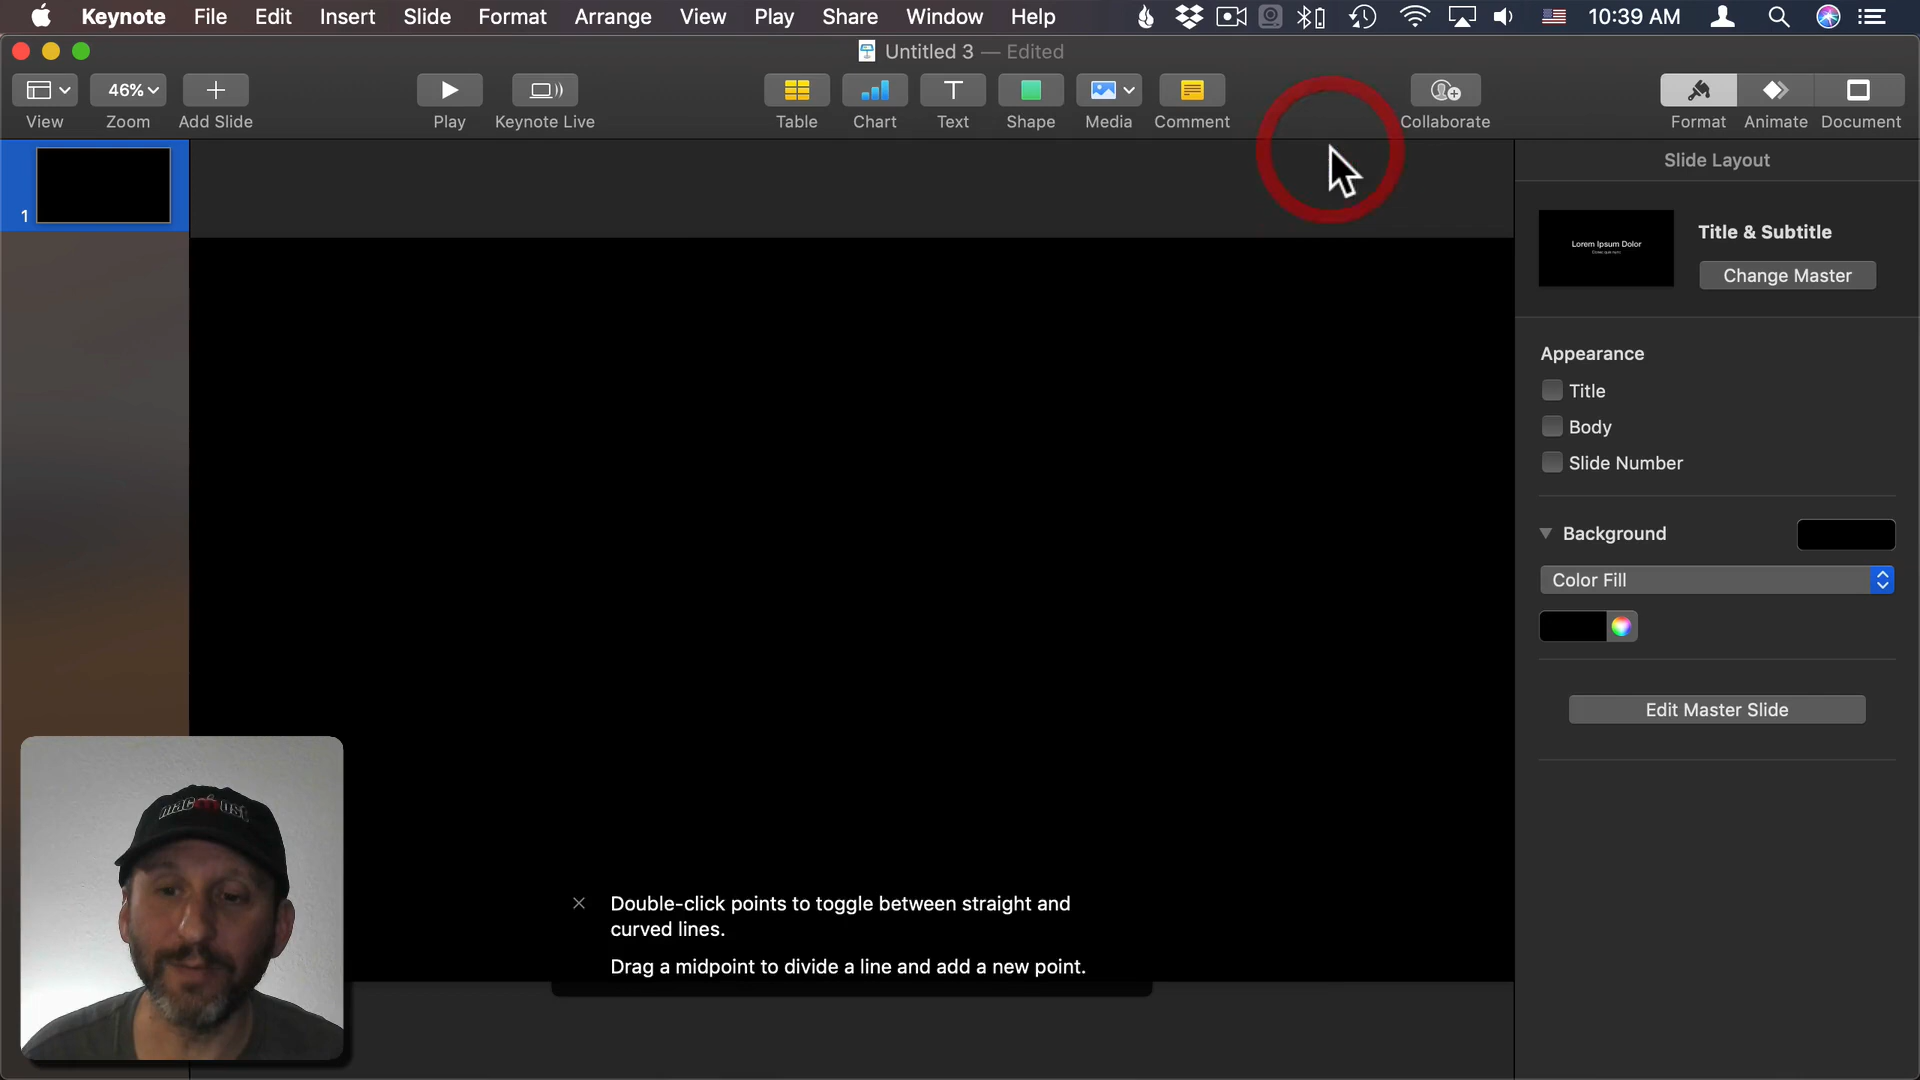 Keynote File Edit Insert Slide Format Arrange View Play Share Window Help 10:39 AM
Untitled 3 — Edited
46%
View Zoom Add Slide Play Keynote Live Table Chart Text Shape Media Comment Collaborate Format Animate Document
Slide Layout
1
Lorem Ipsum Dolor
Title & Subtitle
Change Master
Appearance
Title
Body
Slide Number
Background
Color Fill
Edit Master Slide
Double-click points to toggle between straight and
curved lines.
Drag a midpoint to divide a line and add a new point.